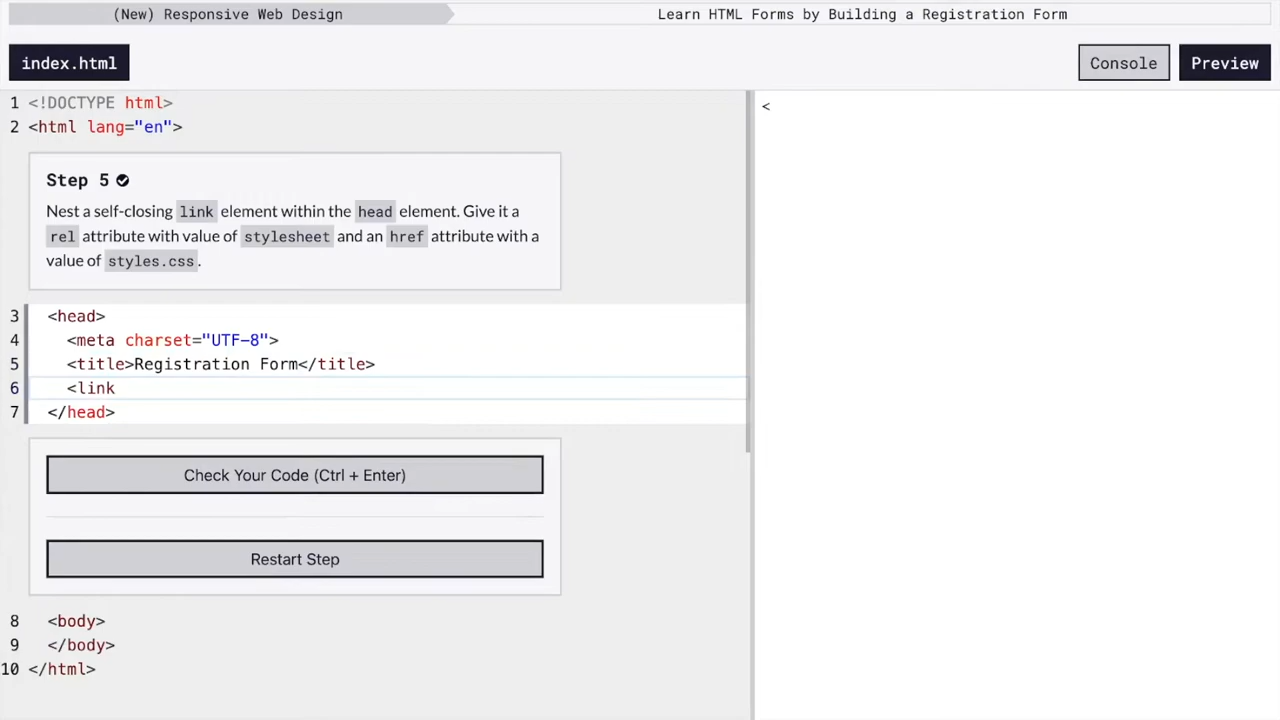 (New) Responsive Web Design
Learn HTML Forms by Building a Registration Form
index.html
Console
Preview
1 <!DOCTYPE html>
2 <html lang="en">
Step 5
Nest a self-closing link element within the head element. Give it a
rel attribute with value of stylesheet and an href attribute with a
value of styles.css.
3 <head>
4 <meta charset="UTF-8">
5 <title>Registration Form</title>
6 <link
7 </head>
Check Your Code (Ctrl + Enter)
Restart Step
8 <body>
9 </body>
10 </html>
<